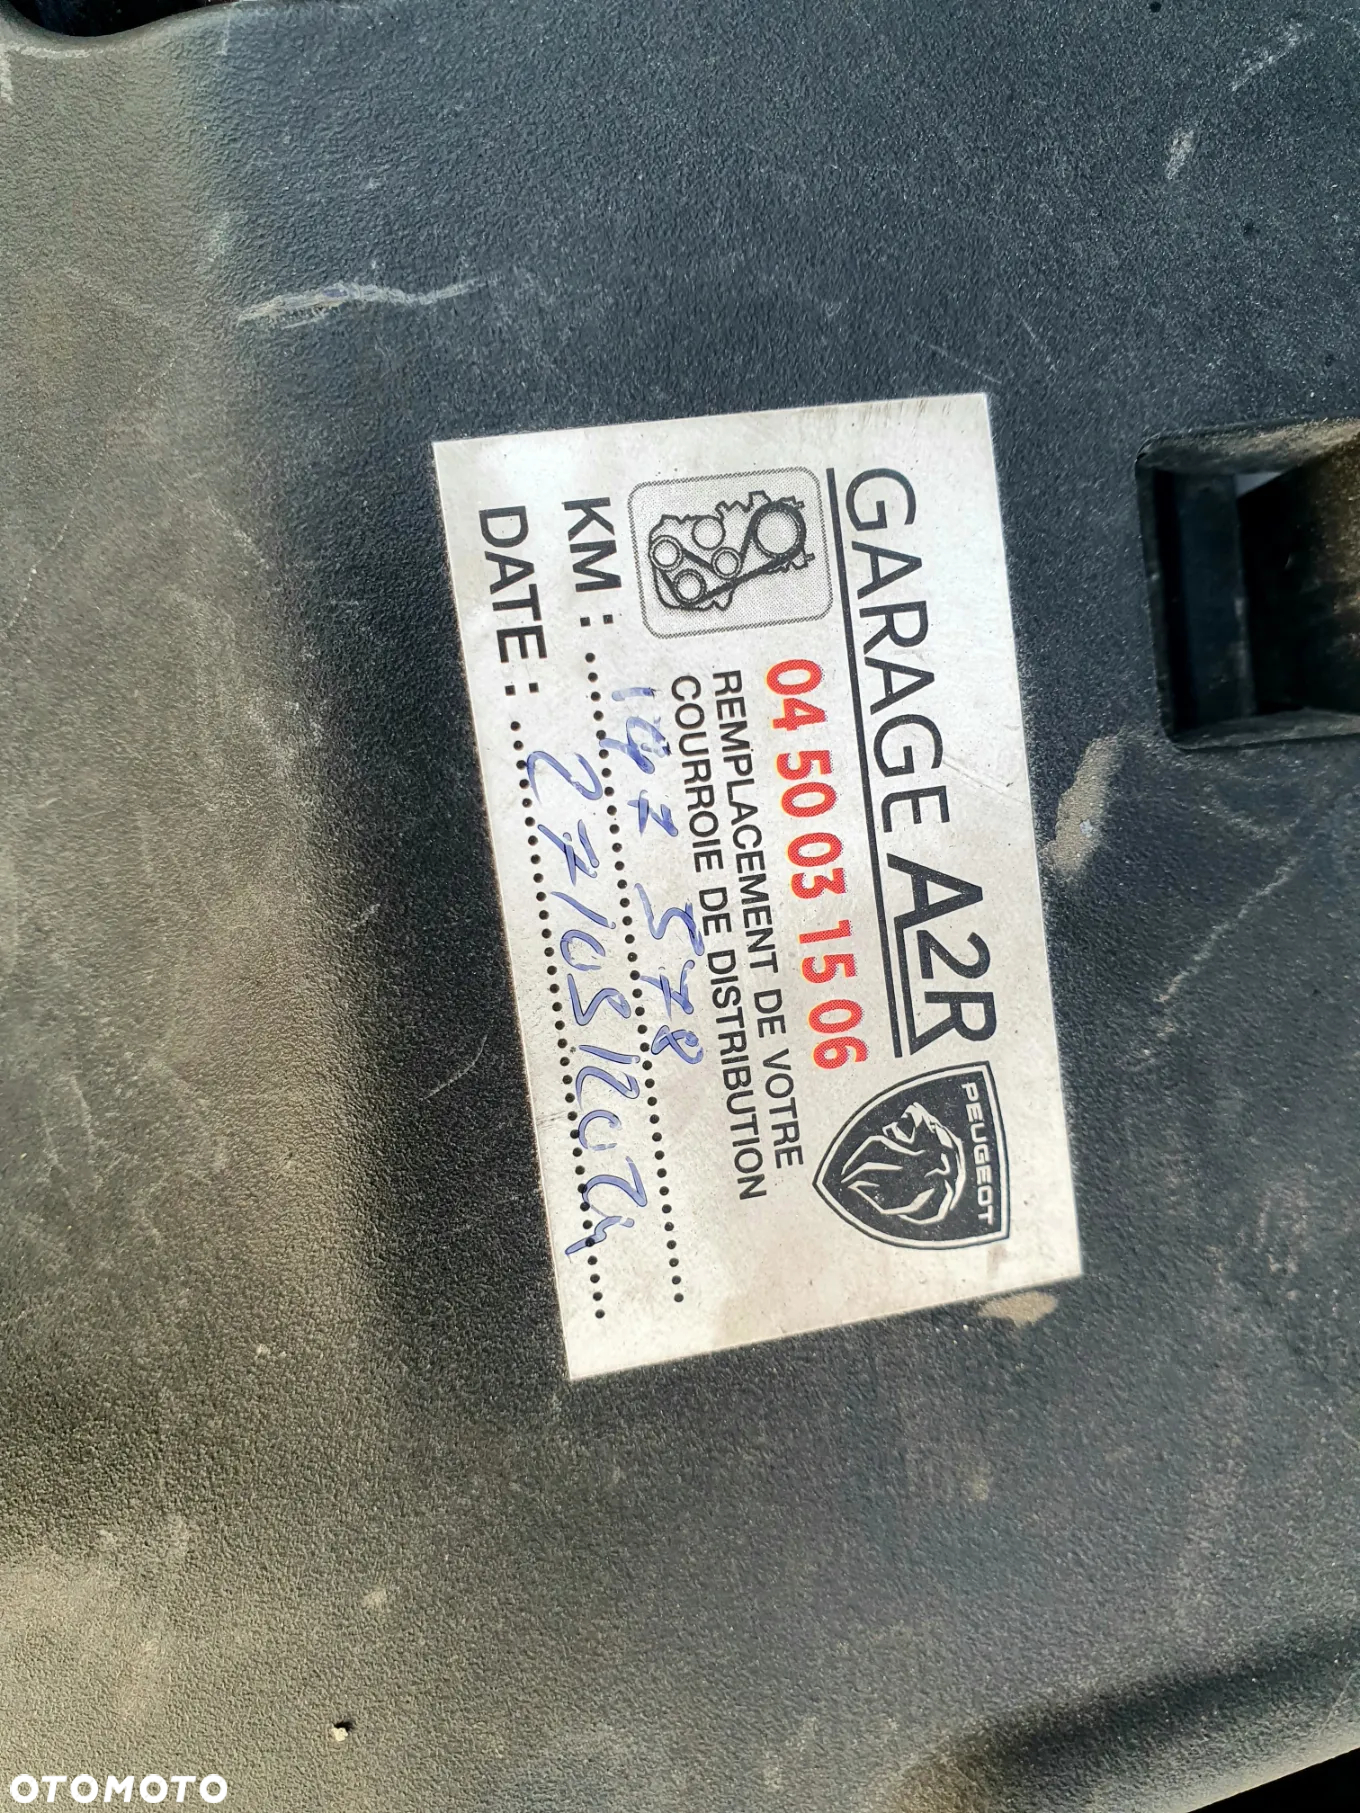 GARAGE A2R
PEUGEOT
04 50 03 15 06
REMPLACEMENT DE VOTRE
COURROIE DE DISTRIBUTION
KM : 147 578
DATE : 27/05/2024
OTOMOTO